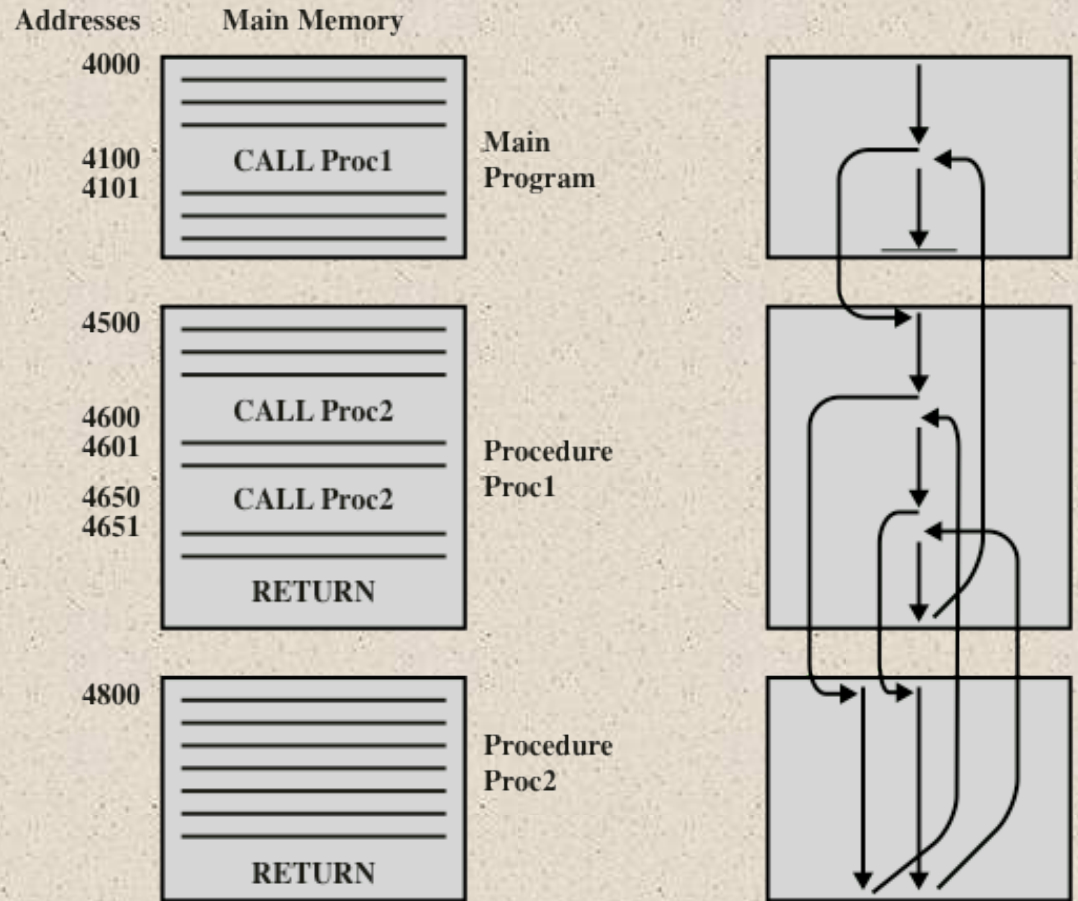 Addresses
Main Memory
4000
4100
4101
CALL Proc1
Main
Program
4500
4600
4601
4650
4651
CALL Proc2
CALL Proc2
RETURN
Procedure
Proc1
4800
RETURN
Procedure
Proc2